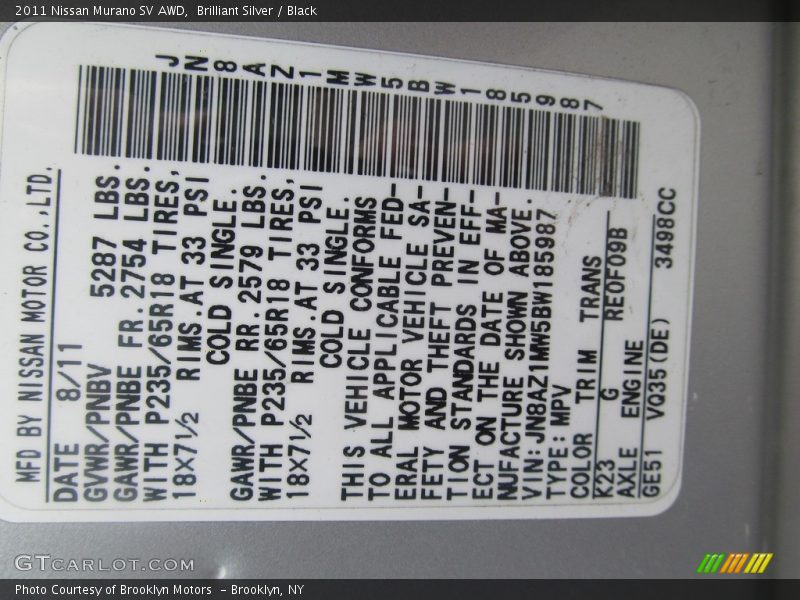 2011 Nissan Murano SV AWD,  Brilliant Silver / Black
JN8AZ1MW5BW185987
MFD BY NISSAN MOTOR CO.,LTD.
DATE 8/11
GVWR/PNBV 5287 LBS.
GAWR/PNBE FR.2754 LBS.
WITH P235/65R18 TIRES,
18×7½ RIMS.AT 33 PSI
COLD SINGLE.
GAWR/PNBE RR.2579 LBS.
WITH P235/65R18 TIRES,
18×7½ RIMS.AT 33 PSI
COLD SINGLE.
THIS VEHICLE CONFORMS
TO ALL APPLICABLE FED-
ERAL MOTOR VEHICLE SA-
FETY AND THEFT PREVEN-
TION STANDARDS IN EFF-
ECT ON THE DATE OF MA-
NUFACTURE SHOWN ABOVE.
VIN:JN8AZ1MW5BW185987
TYPE:MPV
COLOR TRIM TRANS
K23 G RE0F09B
AXLE ENGINE
GE51 VQ35(DE) 3498CC
GTCARLOT.COM
Photo Courtesy of Brooklyn Motors  - Brooklyn, NY